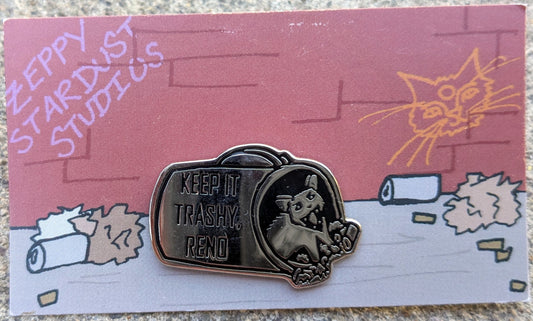 ZEPPY
STARDUST
STUDIOS
KEEP IT
TRASHY,
RENO